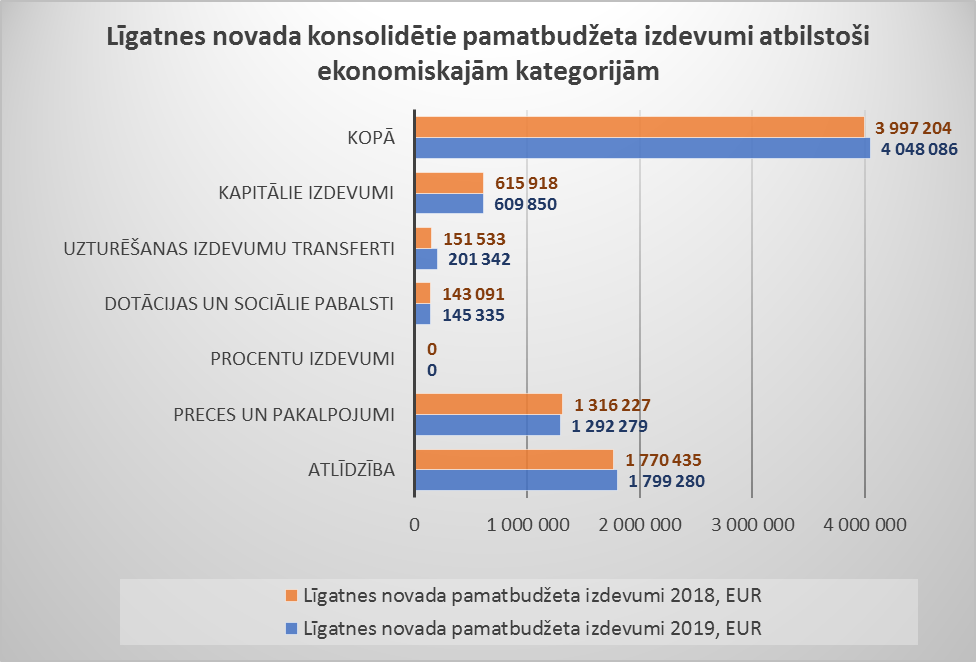 Līgatnes novada konsolidētie pamatbudžeta izdevumi atbilstoši
ekonomiskajām kategorijām
KOPĀ
3 997 204
4 048 086
KAPITĀLIE IZDEVUMI
615 918
609 850
UZTURĒŠANAS IZDEVUMU TRANSFERTI
151 533
201 342
DOTĀCIJAS UN SOCIĀLIE PABALSTI
143 091
145 335
PROCENTU IZDEVUMI
0
0
PRECES UN PAKALPOJUMI
1 316 227
1 292 279
ATLĪDZĪBA
1 770 435
1 799 280
0 1 000 000 2 000 000 3 000 000 4 000 000
Līgatnes novada pamatbudžeta izdevumi 2018, EUR
Līgatnes novada pamatbudžeta izdevumi 2019, EUR